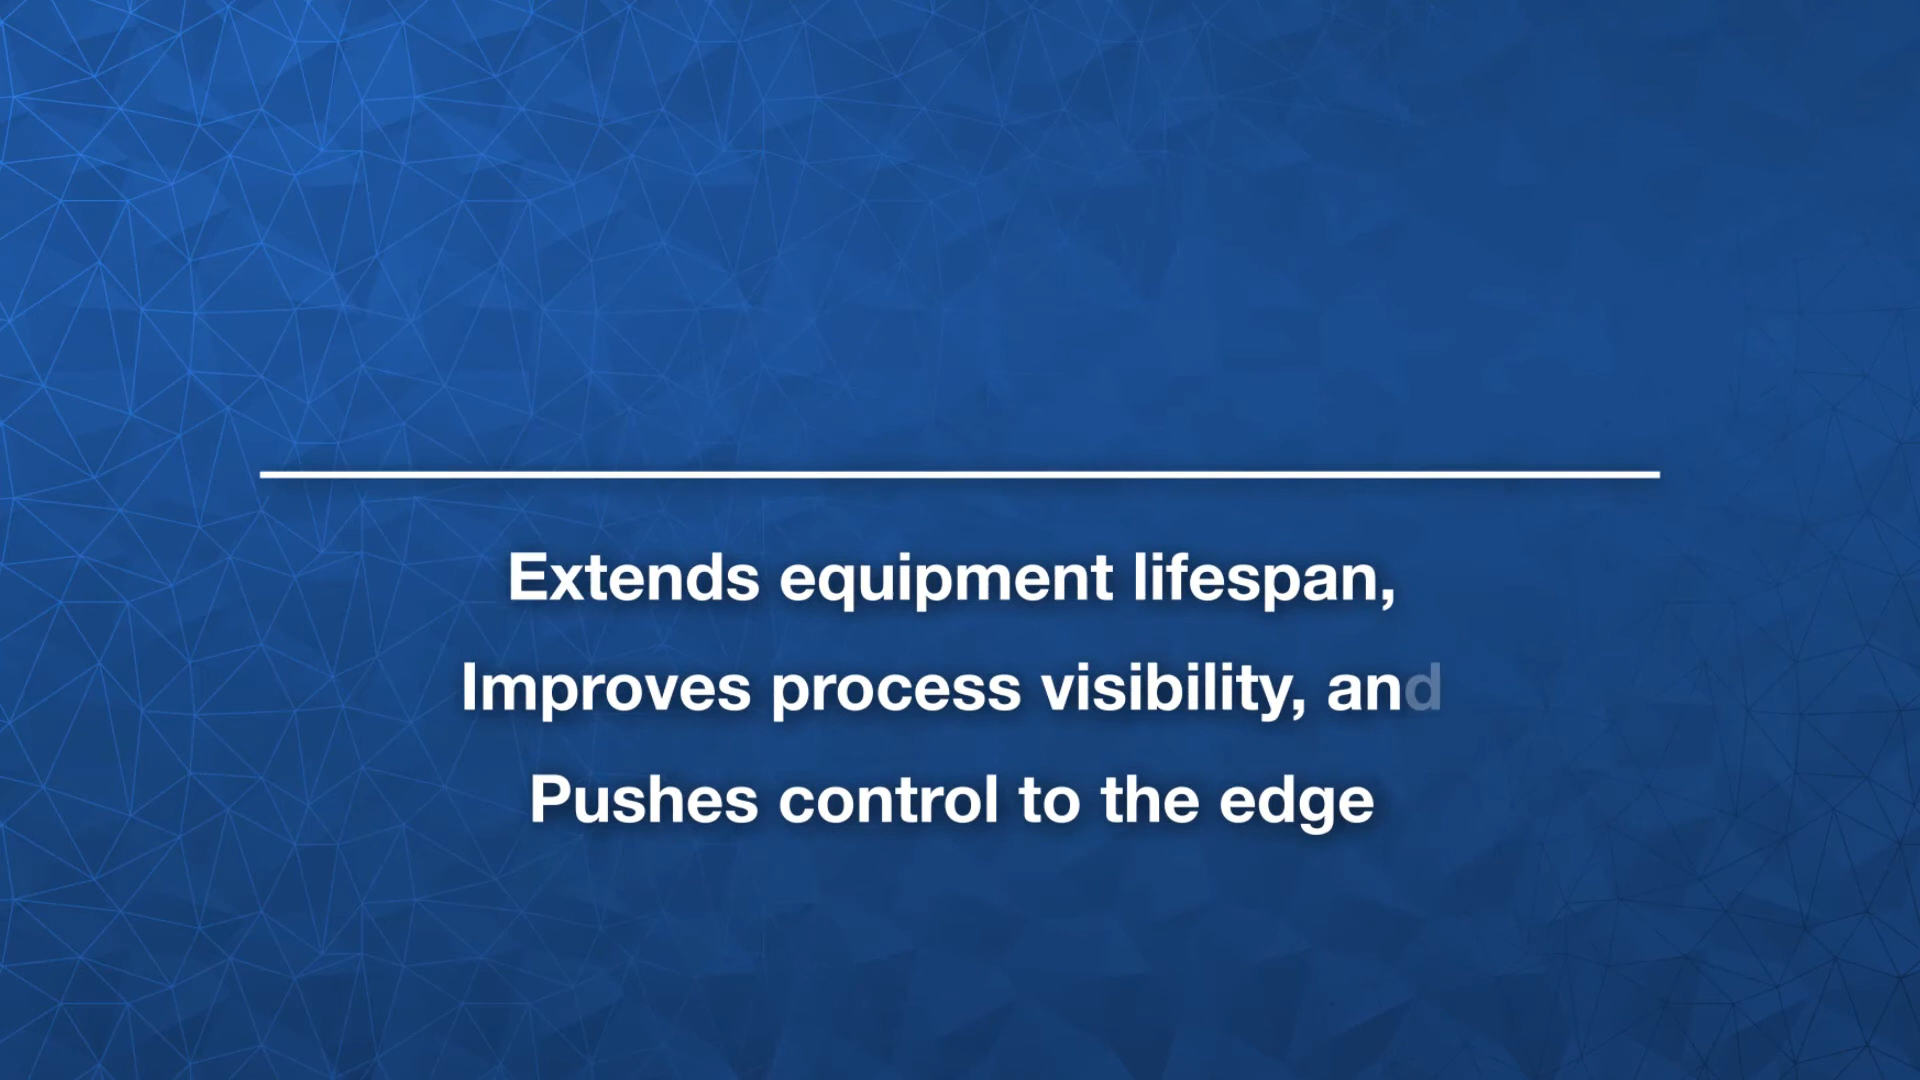 Extends equipment lifespan,
Improves process visibility, and
Pushes control to the edge